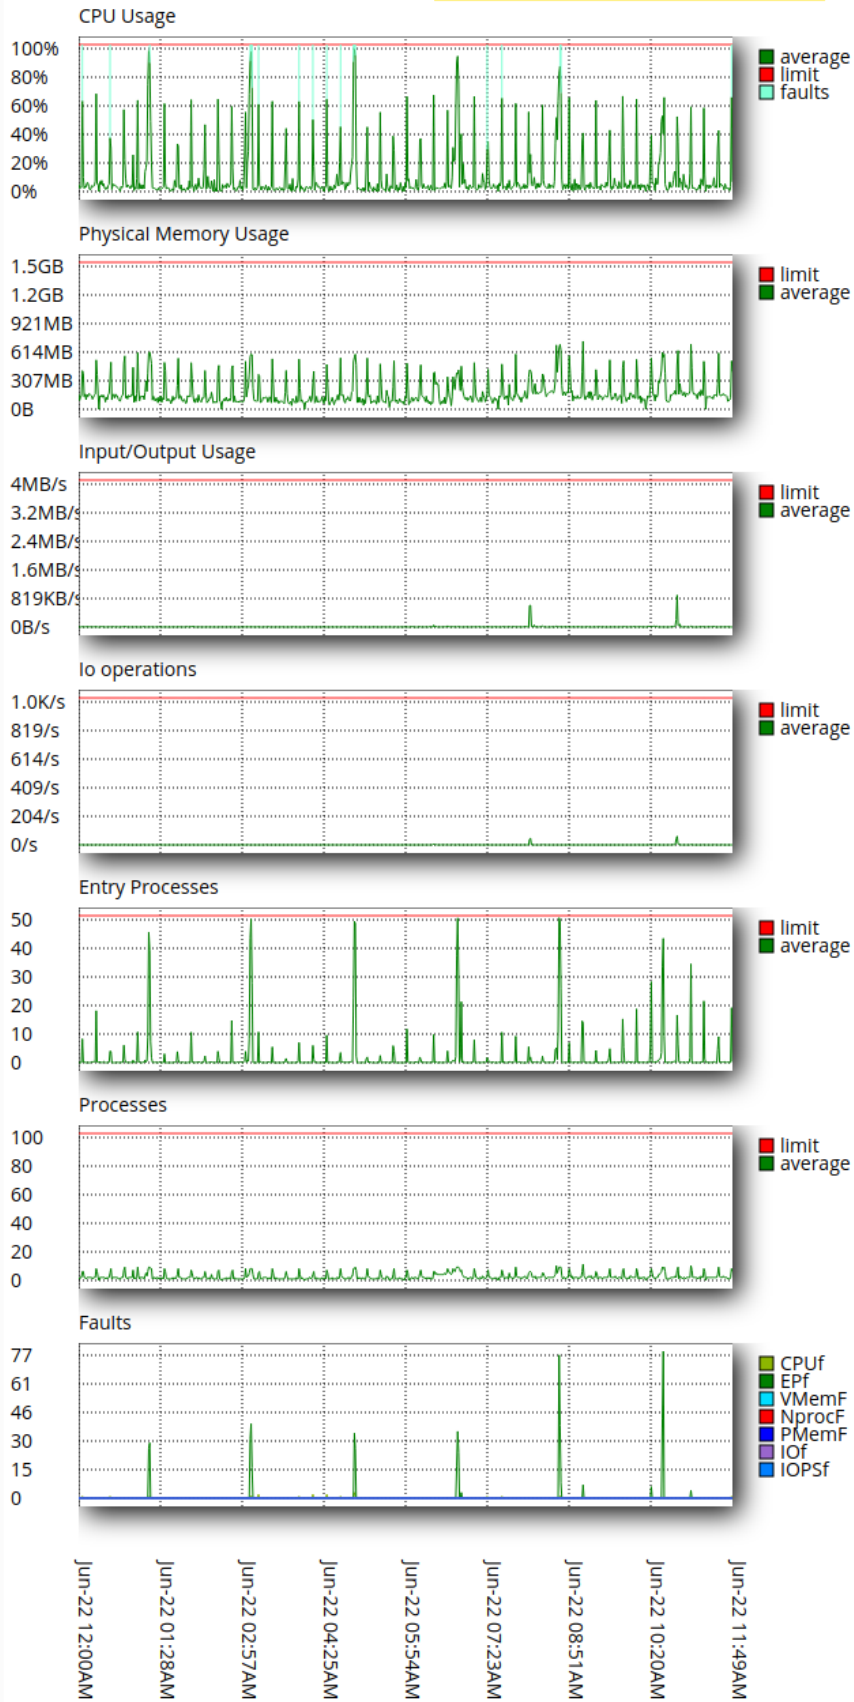 CPU Usage
100%
80%
60%
40%
20%
0%
average
limit
faults
Physical Memory Usage
1.5GB
1.2GB
921MB
614MB
307MB
0B
limit
average
Input/Output Usage
4MB/s
3.2MB/s
2.4MB/s
1.6MB/s
819KB/s
0B/s
limit
average
Io operations
1.0K/s
819/s
614/s
409/s
204/s
0/s
limit
average
Entry Processes
50
40
30
20
10
0
limit
average
Processes
100
80
60
40
20
0
limit
average
Faults
77
61
46
30
15
0
CPUf
EPf
VMemF
NprocF
PMemF
IOf
IOPSf
Jun-22 12:00AM
Jun-22 01:28AM
Jun-22 02:57AM
Jun-22 04:25AM
Jun-22 05:54AM
Jun-22 07:23AM
Jun-22 08:51AM
Jun-22 10:20AM
Jun-22 11:49AM